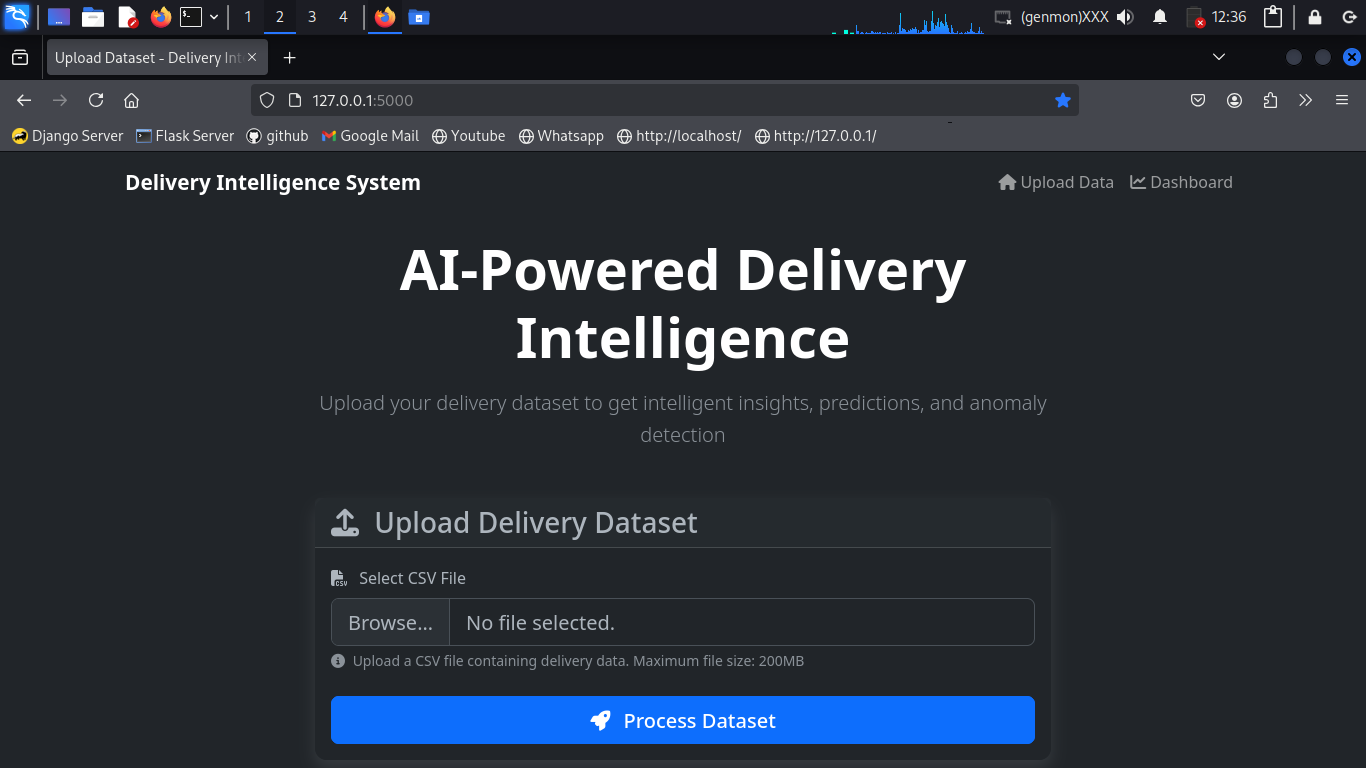 1 2 3 4 (genmon)XXX 12:36
Upload Dataset - Delivery Int
127.0.0.1:5000
Django Server Flask Server github Google Mail Youtube Whatsapp http://localhost/ http://127.0.0.1/
Delivery Intelligence System Upload Data Dashboard
AI-Powered Delivery
Intelligence
Upload your delivery dataset to get intelligent insights, predictions, and anomaly
detection
Upload Delivery Dataset
CSV Select CSV File
Browse... No file selected.
Upload a CSV file containing delivery data. Maximum file size: 200MB
Process Dataset